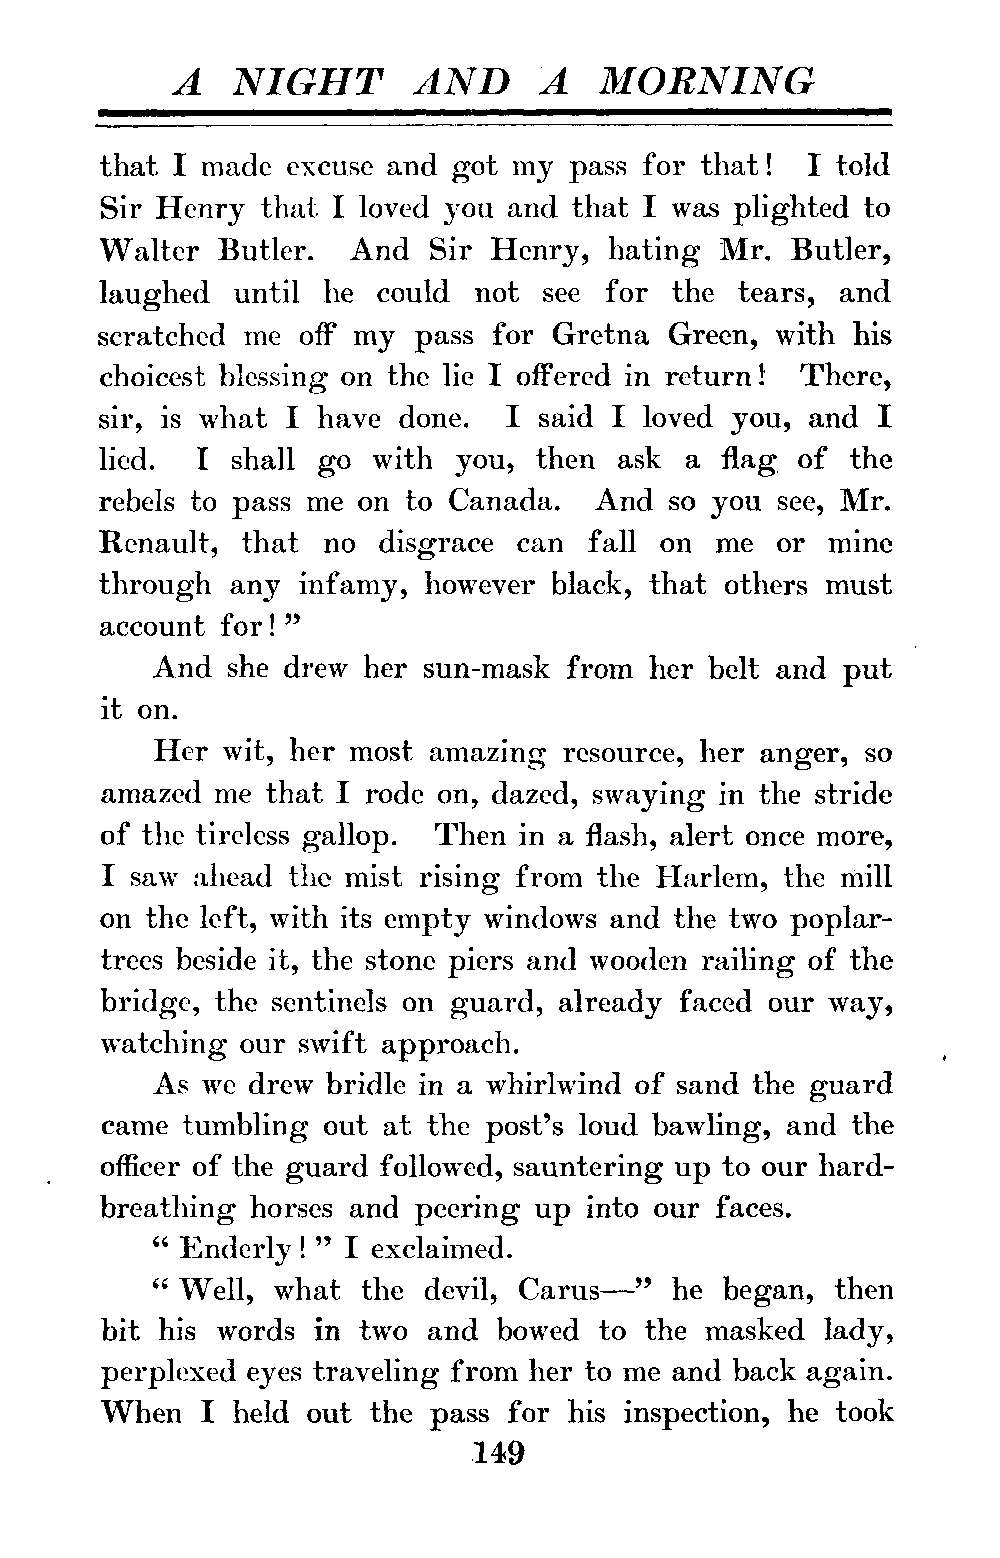 A NIGHT AND A MORNING
that I made excuse and got my pass for that! I told
Sir Henry that I loved you and that I was plighted to
Walter Butler. And Sir Henry, hating Mr. Butler,
laughed until he could not see for the tears, and
scratched me off my pass for Gretna Green, with his
choicest blessing on the lie I offered in return! There,
sir, is what I have done. I said I loved you, and I
lied. I shall go with you, then ask a flag of the
rebels to pass me on to Canada. And so you see, Mr.
Renault, that no disgrace can fall on me or mine
through any infamy, however black, that others must
account for!"
And she drew her sun-mask from her belt and put
it on.
Her wit, her most amazing resource, her anger, so
amazed me that I rode on, dazed, swaying in the stride
of the tireless gallop. Then in a flash, alert once more,
I saw ahead the mist rising from the Harlem, the mill
on the left, with its empty windows and the two poplar-
trees beside it, the stone piers and wooden railing of the
bridge, the sentinels on guard, already faced our way,
watching our swift approach.
As we drew bridle in a whirlwind of sand the guard
came tumbling out at the post's loud bawling, and the
officer of the guard followed, sauntering up to our hard-
breathing horses and peering up into our faces.
"Enderly!" I exclaimed.
"Well, what the devil, Carus—" he began, then
bit his words in two and bowed to the masked lady,
perplexed eyes traveling from her to me and back again.
When I held out the pass for his inspection, he took
149